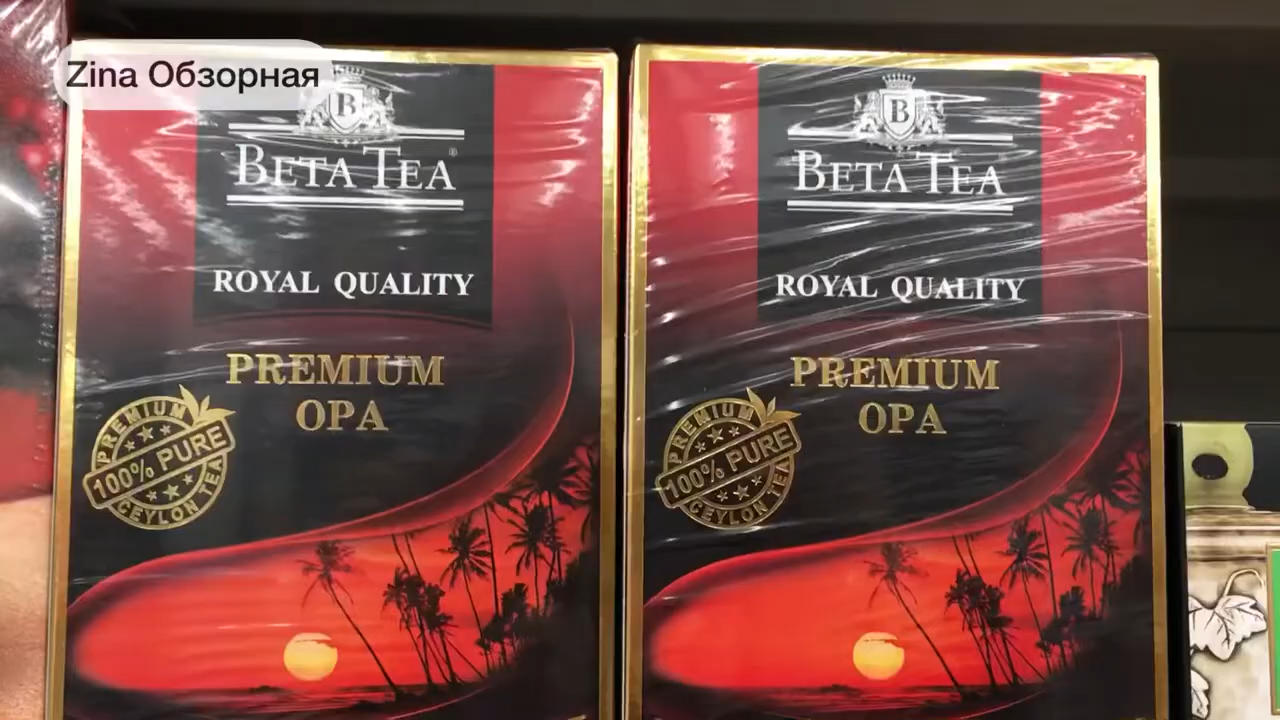 Zina Обзорная
B
BETA TEA®
ROYAL QUALITY
PREMIUM
OPA
PREMIUM
100% PURE
CEYLON TEA
B
BETA TEA
ROYAL QUALITY
PREMIUM
OPA
PREMIUM
100% PURE
CEYLON TEA